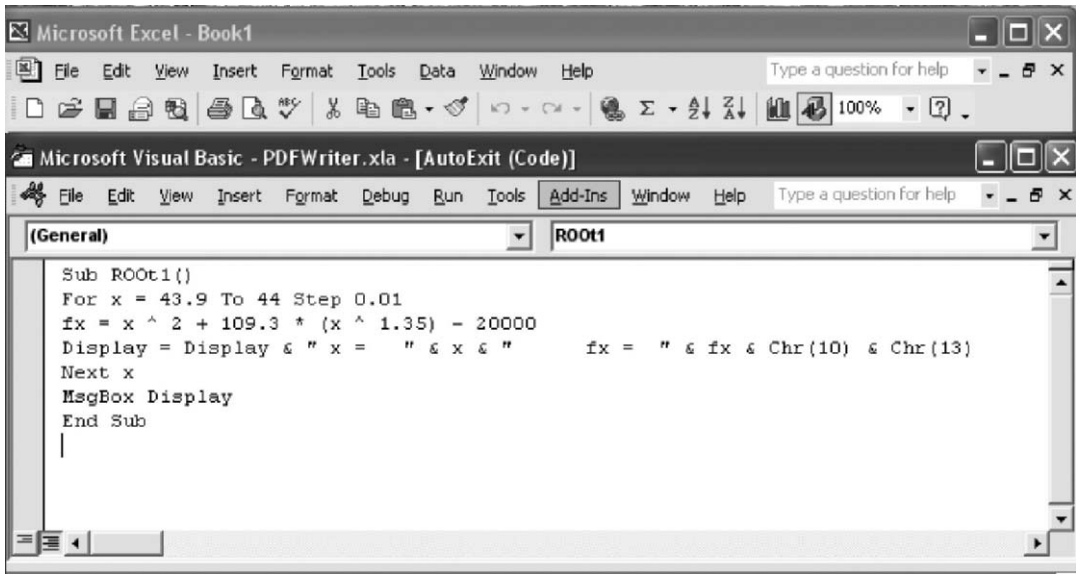 Microsoft Excel - Book1
File Edit View Insert Format Tools Data Window Help Type a question for help
ABC Σ A Z Z A 100% ?
Microsoft Visual Basic - PDFWriter.xla - [AutoExit (Code)]
File Edit View Insert Format Debug Run Tools Add-Ins Window Help Type a question for help
(General) ROOt1
Sub ROOt1()
For x = 43.9 To 44 Step 0.01
fx = x ^ 2 + 109.3 * (x ^ 1.35) - 20000
Display = Display & " x =   " & x & "       fx =  " & fx & Chr(10) & Chr(13)
Next x
MsgBox Display
End Sub